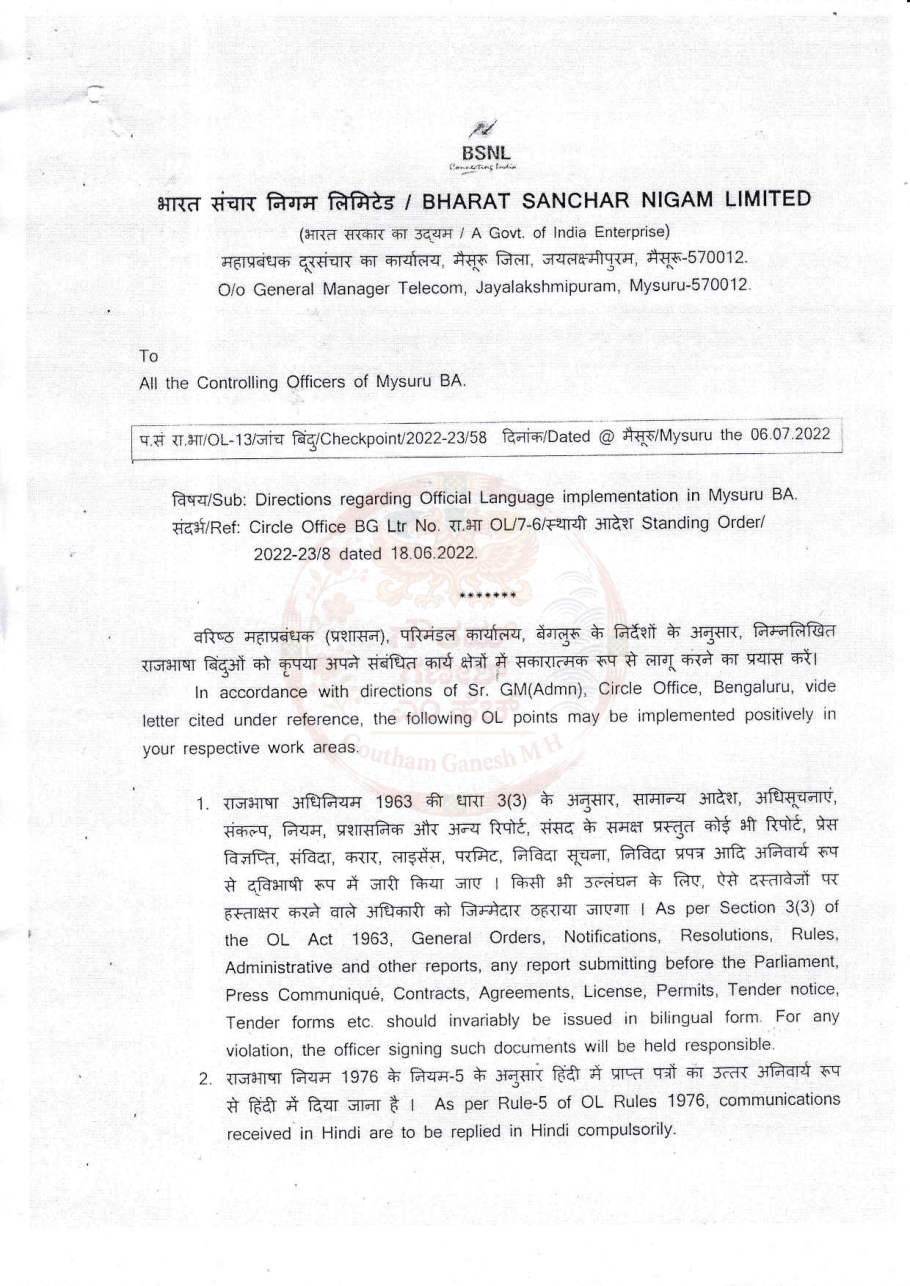 BSNL
Connecting India
भारत संचार निगम लिमिटेड / BHARAT SANCHAR NIGAM LIMITED
(भारत सरकार का उद्यम / A Govt. of India Enterprise)
महाप्रबंधक दूरसंचार का कार्यालय, मैसूरू जिला, जयलक्ष्मीपुरम, मैसूरू-570012.
O/o General Manager Telecom, Jayalakshmipuram, Mysuru-570012.
To
All the Controlling Officers of Mysuru BA.
प.सं रा.भा/OL-13/जांच बिंदु/Checkpoint/2022-23/58 दिनांक/Dated @ मैसूरु/Mysuru the 06.07.2022
विषय/Sub: Directions regarding Official Language implementation in Mysuru BA.
संदर्भ/Ref: Circle Office BG Ltr No. रा.भा OL/7-6/स्थायी आदेश Standing Order/
2022-23/8 dated 18.06.2022.
*******
वरिष्ठ महाप्रबंधक (प्रशासन), परिमंडल कार्यालय, बेंगलुरू के निर्देशों के अनुसार, निम्नलिखित
राजभाषा बिंदुओं को कृपया अपने संबंधित कार्य क्षेत्रों में सकारात्मक रूप से लागू करने का प्रयास करें।
In accordance with directions of Sr. GM(Admn), Circle Office, Bengaluru, vide
letter cited under reference, the following OL points may be implemented positively in
your respective work areas.
Goutham Ganesh M H
1. राजभाषा अधिनियम 1963 की धारा 3(3) के अनुसार, सामान्य आदेश, अधिसूचनाएं,
संकल्प, नियम, प्रशासनिक और अन्य रिपोर्ट, संसद के समक्ष प्रस्तुत कोई भी रिपोर्ट, प्रेस
विज्ञप्ति, संविदा, करार, लाइसेंस, परमिट, निविदा सूचना, निविदा प्रपत्र आदि अनिवार्य रूप
से द्विभाषी रूप में जारी किया जाए । किसी भी उल्लंघन के लिए, ऐसे दस्तावेजों पर
हस्ताक्षर करने वाले अधिकारी को जिम्मेदार ठहराया जाएगा । As per Section 3(3) of
the OL Act 1963, General Orders, Notifications, Resolutions, Rules,
Administrative and other reports, any report submitting before the Parliament,
Press Communiqué, Contracts, Agreements, License, Permits, Tender notice,
Tender forms etc. should invariably be issued in bilingual form. For any
violation, the officer signing such documents will be held responsible.
2. राजभाषा नियम 1976 के नियम-5 के अनुसार हिंदी में प्राप्त पत्रों का उत्तर अनिवार्य रूप
से हिंदी में दिया जाना है । As per Rule-5 of OL Rules 1976, communications
received in Hindi are to be replied in Hindi compulsorily.